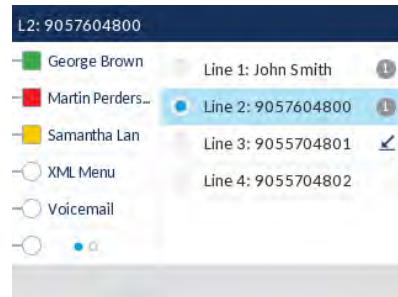 L2: 9057604800
George Brown
Martin Perders...
Samantha Lan
XML Menu
Voicemail
Line 1: John Smith 1
Line 2: 9057604800 1
Line 3: 9055704801
Line 4: 9055704802